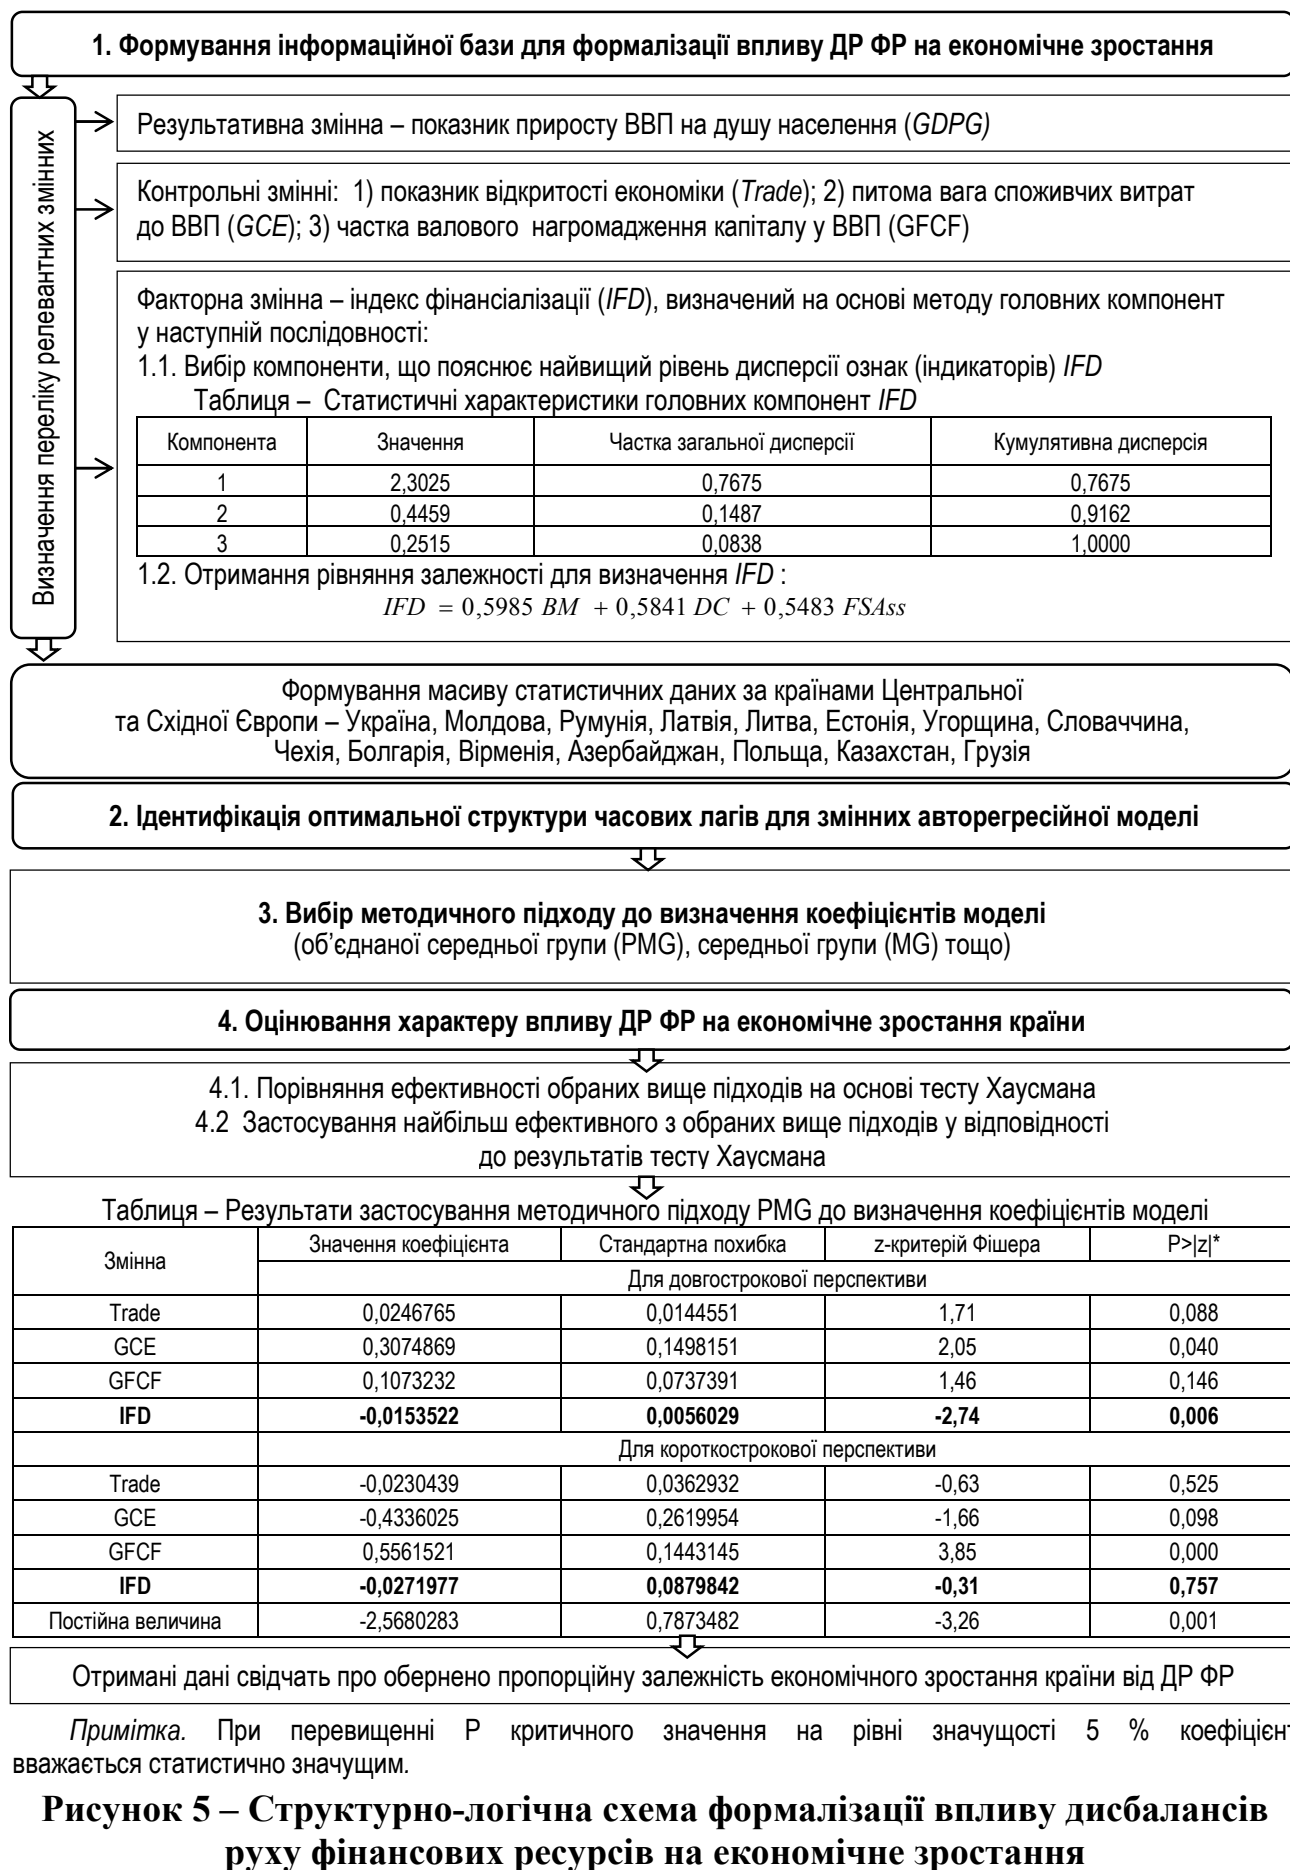 1. Формування інформаційної бази для формалізації впливу ДР ФР на економічне зростання
Визначення переліку релевантних змінних
Результативна змінна – показник приросту ВВП на душу населення (GDPG)
Контрольні змінні: 1) показник відкритості економіки (Trade); 2) питома вага споживчих витрат
до ВВП (GCE); 3) частка валового нагромадження капіталу у ВВП (GFCF)
Факторна змінна – індекс фінансіалізації (IFD), визначений на основі методу головних компонент
у наступній послідовності:
1.1. Вибір компоненти, що пояснює найвищий рівень дисперсії ознак (індикаторів) IFD
Таблиця – Статистичні характеристики головних компонент IFD
Компонента Значення Частка загальної дисперсії Кумулятивна дисперсія
1 2,3025 0,7675 0,7675
2 0,4459 0,1487 0,9162
3 0,2515 0,0838 1,0000
1.2. Отримання рівняння залежності для визначення IFD :
IFD = 0,5985 BM + 0,5841 DC + 0,5483 FSAss
Формування масиву статистичних даних за країнами Центральної
та Східної Європи – Україна, Молдова, Румунія, Латвія, Литва, Естонія, Угорщина, Словаччина,
Чехія, Болгарія, Вірменія, Азербайджан, Польща, Казахстан, Грузія
2. Ідентифікація оптимальної структури часових лагів для змінних авторегресійної моделі
3. Вибір методичного підходу до визначення коефіцієнтів моделі
(об’єднаної середньої групи (PMG), середньої групи (MG) тощо)
4. Оцінювання характеру впливу ДР ФР на економічне зростання країни
4.1. Порівняння ефективності обраних вище підходів на основі тесту Хаусмана
4.2 Застосування найбільш ефективного з обраних вище підходів у відповідності
до результатів тесту Хаусмана
Таблиця – Результати застосування методичного підходу PMG до визначення коефіцієнтів моделі
Змінна Значення коефіцієнта Стандартна похибка z-критерій Фішера P>|z|*
Для довгострокової перспективи
Trade 0,0246765 0,0144551 1,71 0,088
GCE 0,3074869 0,1498151 2,05 0,040
GFCF 0,1073232 0,0737391 1,46 0,146
IFD -0,0153522 0,0056029 -2,74 0,006
Для короткострокової перспективи
Trade -0,0230439 0,0362932 -0,63 0,525
GCE -0,4336025 0,2619954 -1,66 0,098
GFCF 0,5561521 0,1443145 3,85 0,000
IFD -0,0271977 0,0879842 -0,31 0,757
Постійна величина -2,5680283 0,7873482 -3,26 0,001
Отримані дані свідчать про обернено пропорційну залежність економічного зростання країни від ДР ФР
Примітка. При перевищенні P критичного значення на рівні значущості 5 % коефіцієнт
вважається статистично значущим.
Рисунок 5 – Структурно-логічна схема формалізації впливу дисбалансів
руху фінансових ресурсів на економічне зростання